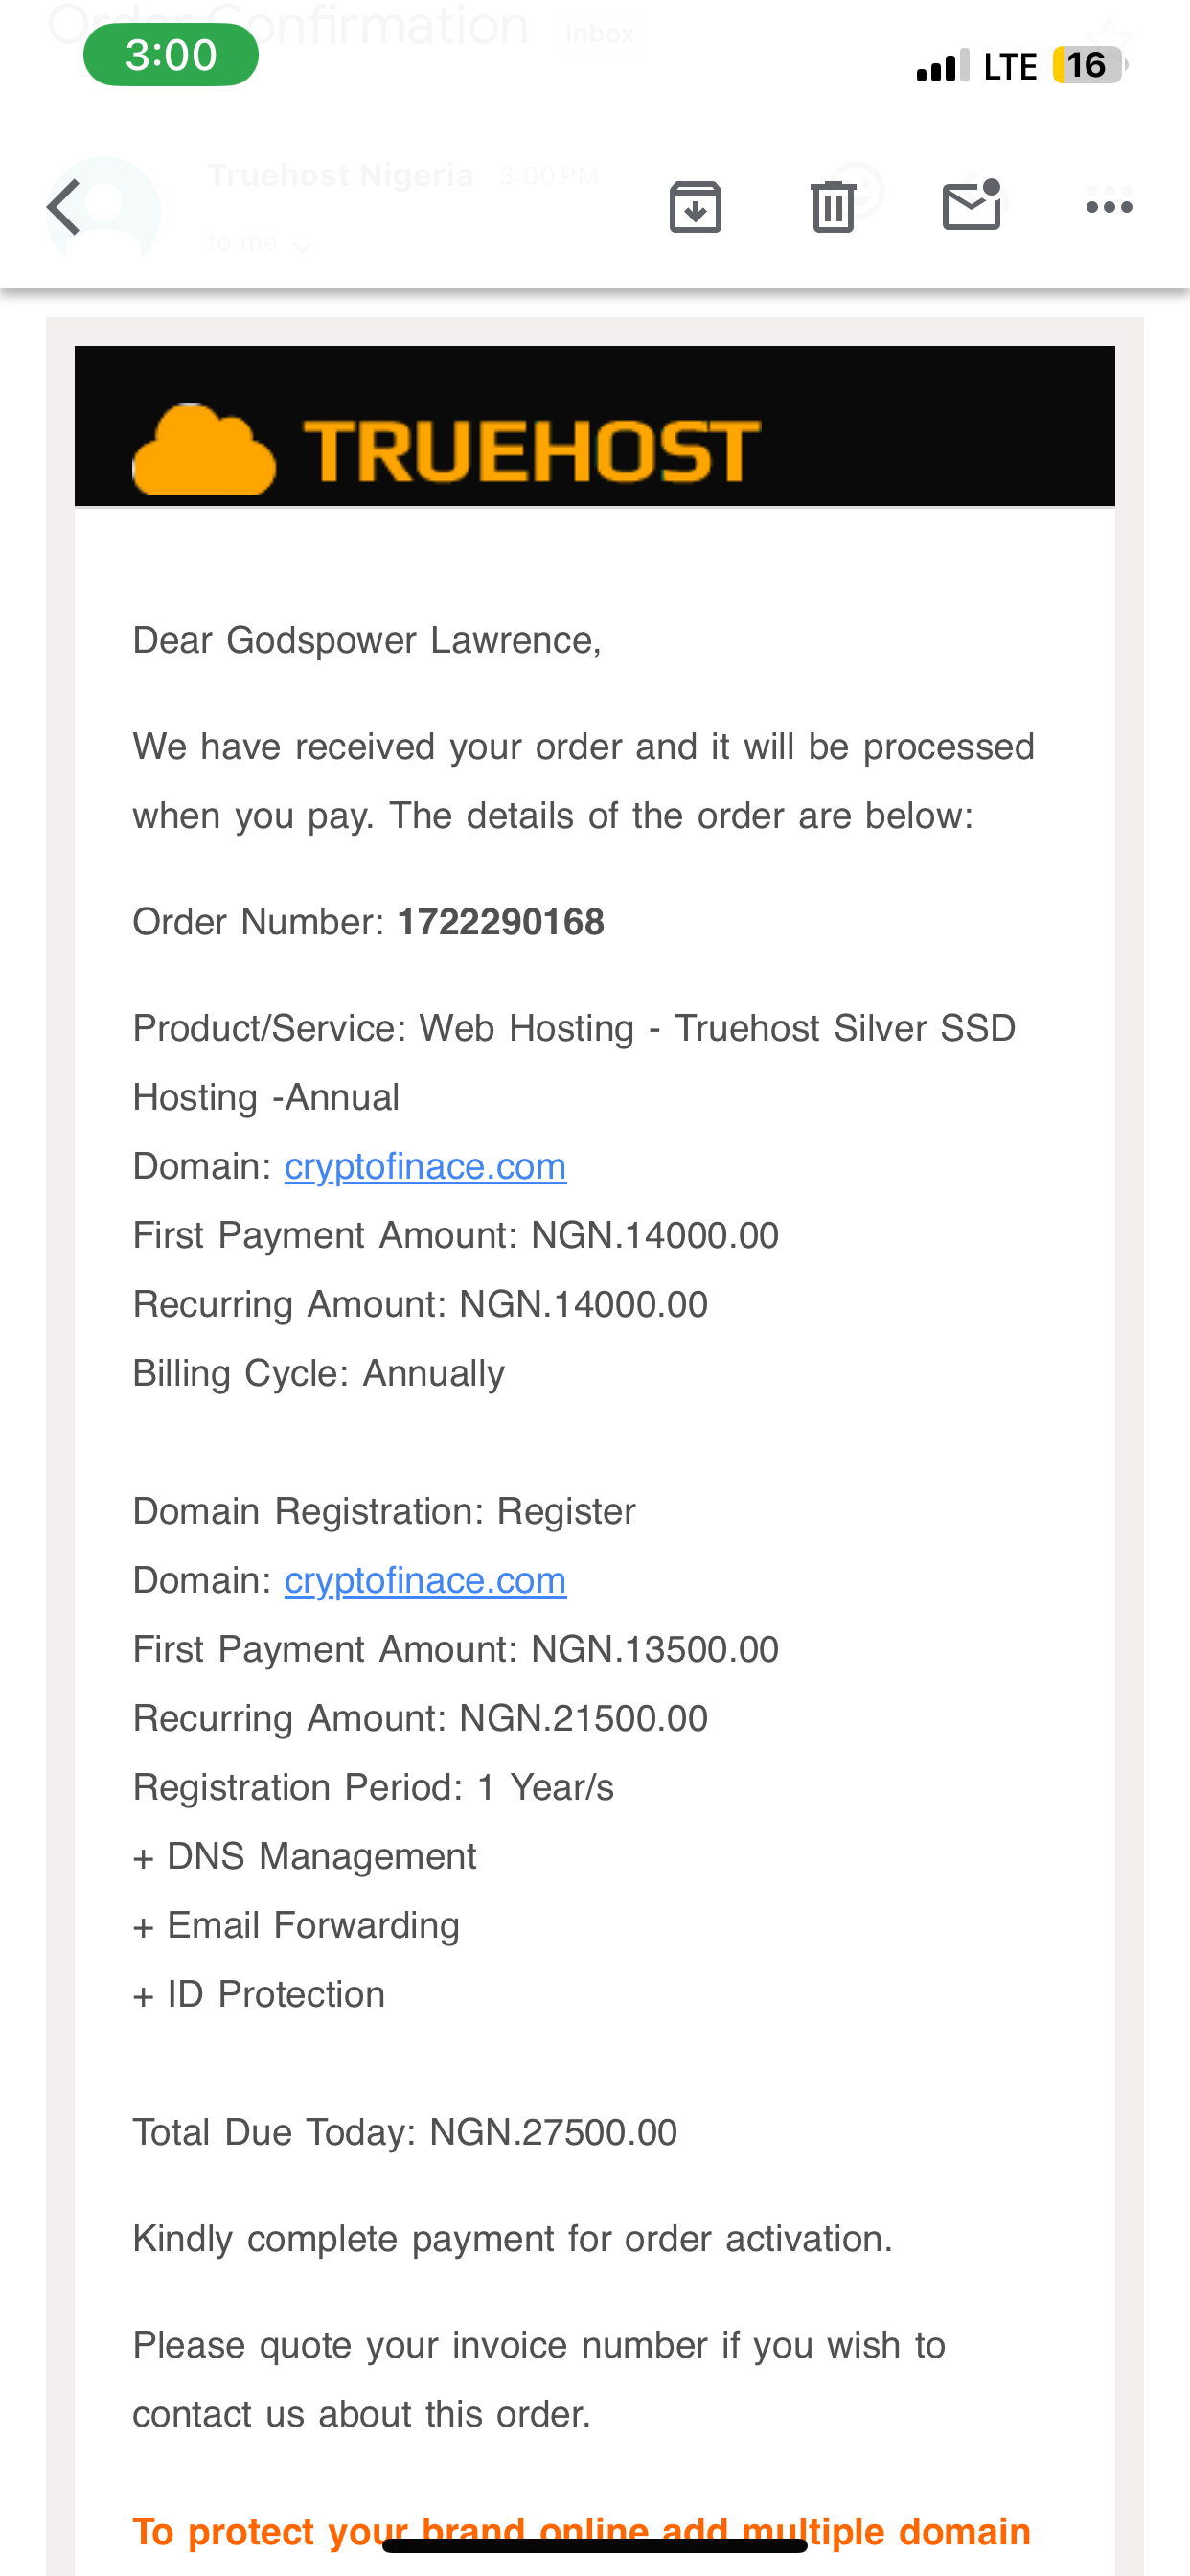 Order Confirmation Inbox
3:00
LTE 16
Truehost Nigeria 3:00 PM
to me
TRUEHOST
Dear Godspower Lawrence,
We have received your order and it will be processed
when you pay. The details of the order are below:
Order Number: 1722290168
Product/Service: Web Hosting - Truehost Silver SSD
Hosting -Annual
Domain: cryptofinace.com
First Payment Amount: NGN.14000.00
Recurring Amount: NGN.14000.00
Billing Cycle: Annually
Domain Registration: Register
Domain: cryptofinace.com
First Payment Amount: NGN.13500.00
Recurring Amount: NGN.21500.00
Registration Period: 1 Year/s
+ DNS Management
+ Email Forwarding
+ ID Protection
Total Due Today: NGN.27500.00
Kindly complete payment for order activation.
Please quote your invoice number if you wish to
contact us about this order.
To protect your brand online add multiple domain